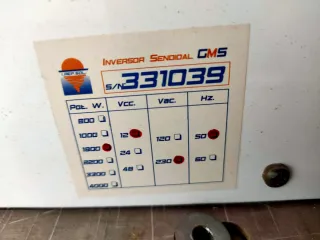 INVERSOR SENOIDAL GMS
S/N 331039
Pot. W. Vcc. Vac. Hz.
800
1000 12 120 50
1600
24 230 60
2200
48
3300
4000